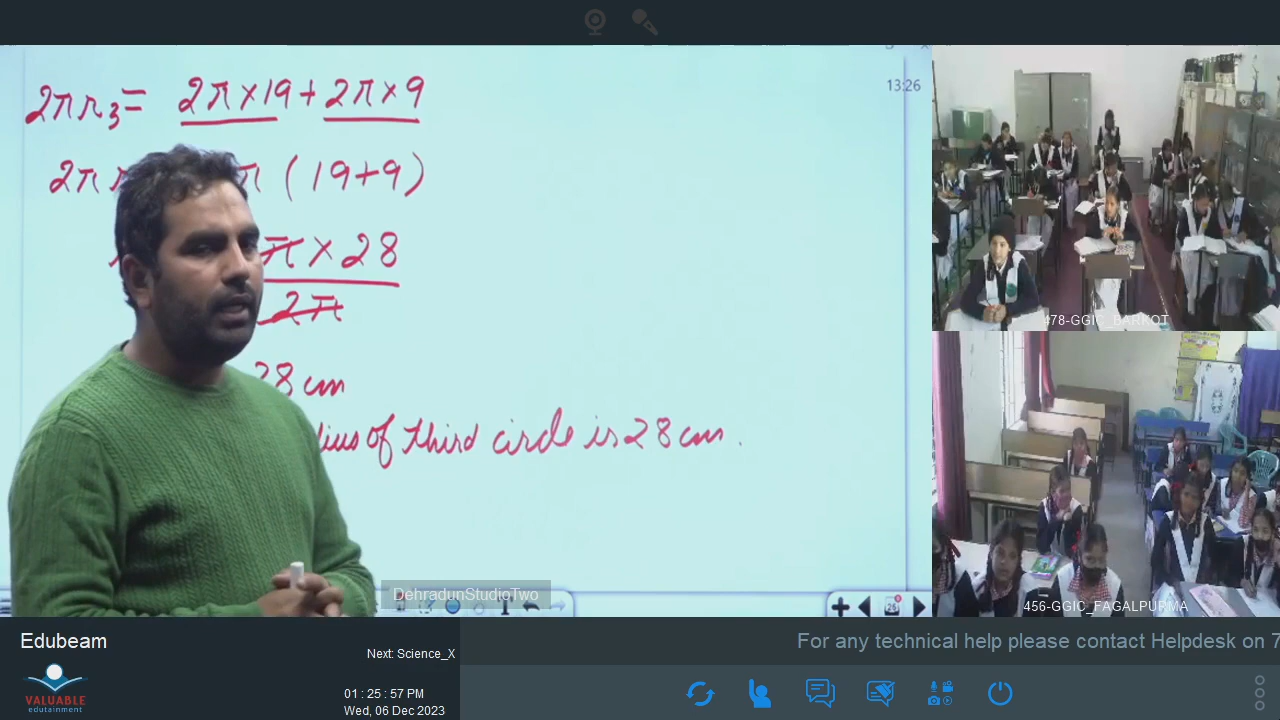 13:26
2πr₃ = 2π×19 + 2π×9
2π π (19+9)
π × 28
2π
28 cm
dius of third circle is 28 cm.
DehradunStudioTwo
478-GGIC_BARKOT
456-GGIC_FAGALPURMA
Edubeam
Next: Science_X
For any technical help please contact Helpdesk on 7
VALUABLE
edutainment
01 : 25 : 57 PM
Wed, 06 Dec 2023